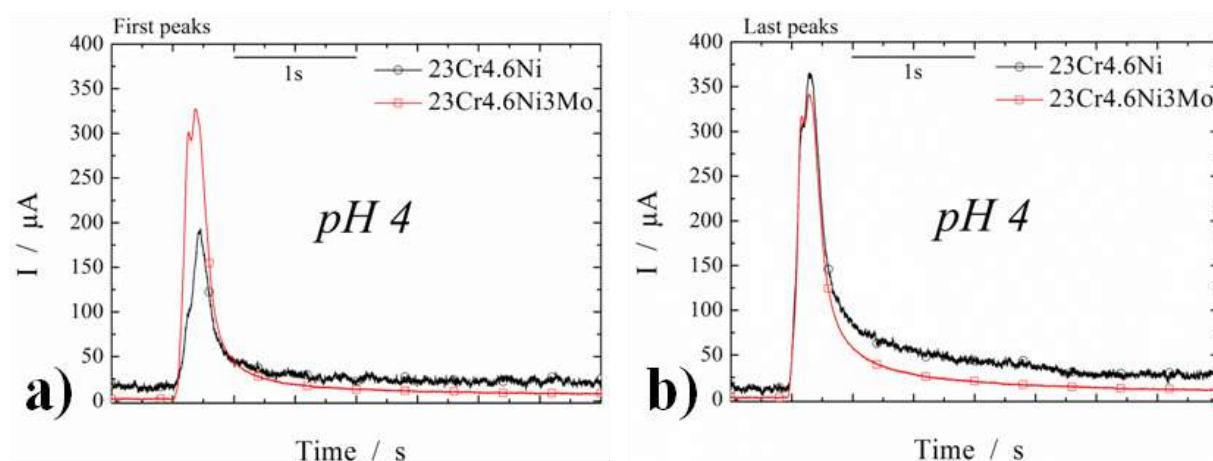 First peaks
400
350
300
250
200
150
100
50
0
I / μA
1s
23Cr4.6Ni
23Cr4.6Ni3Mo
pH 4
a)
Time / s
Last peaks
400
350
300
250
200
150
100
50
0
I / μA
1s
23Cr4.6Ni
23Cr4.6Ni3Mo
pH 4
b)
Time / s